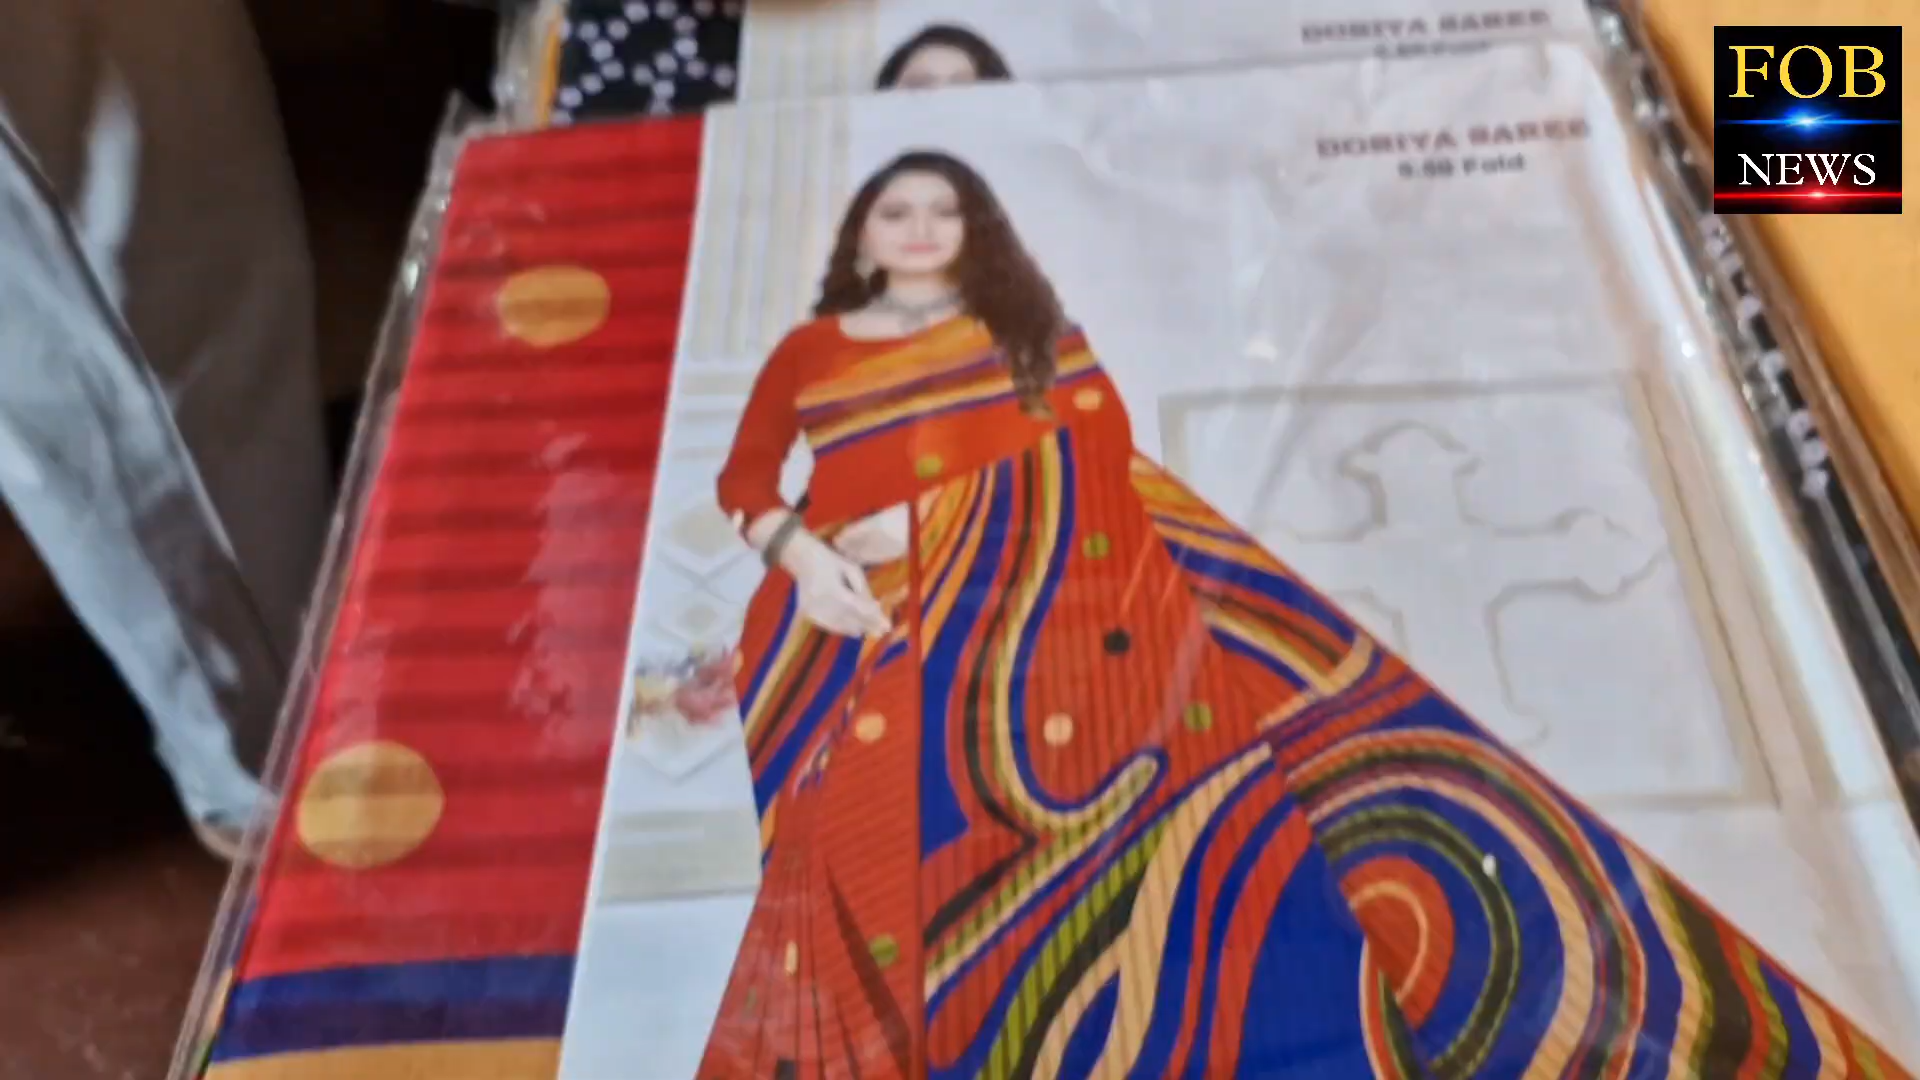 DORIYA SAREE
DORIYA SAREE
5.50 Fold
FOB
NEWS